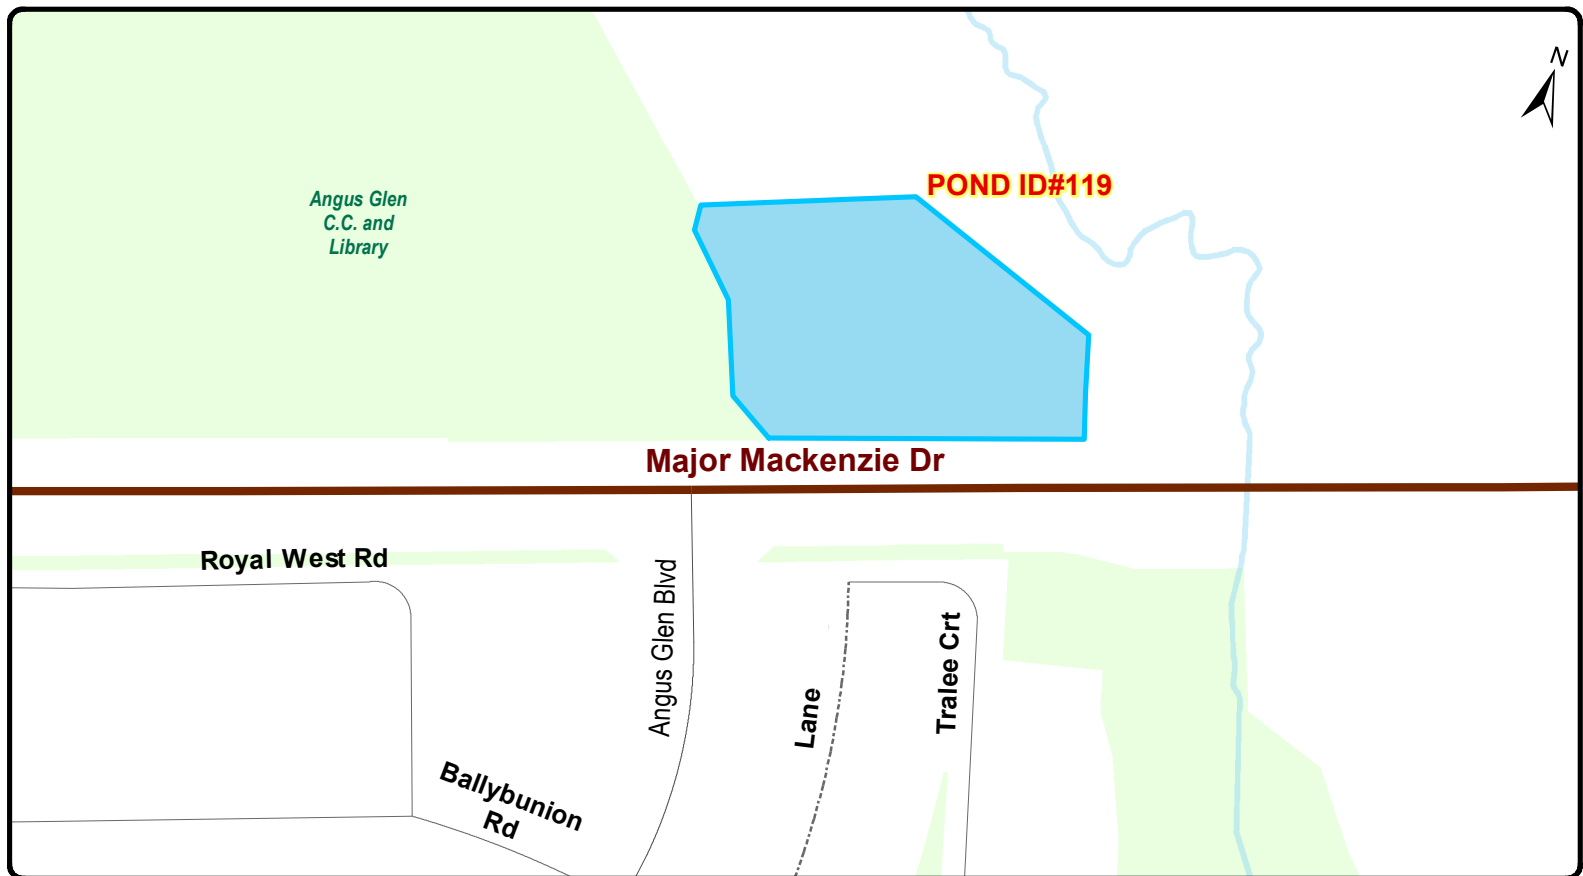 N
POND ID#119
Angus Glen
C.C. and
Library
Major Mackenzie Dr
Royal West Rd
Angus Glen Blvd
Lane
Tralee Crt
Ballybunion
Rd